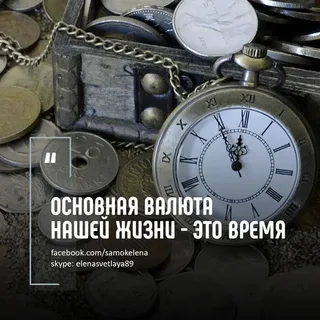 "
ОСНОВНАЯ ВАЛЮТА
НАШЕЙ ЖИЗНИ - ЭТО ВРЕМЯ
facebook.com/samokelena
skype: elenasvetlaya89